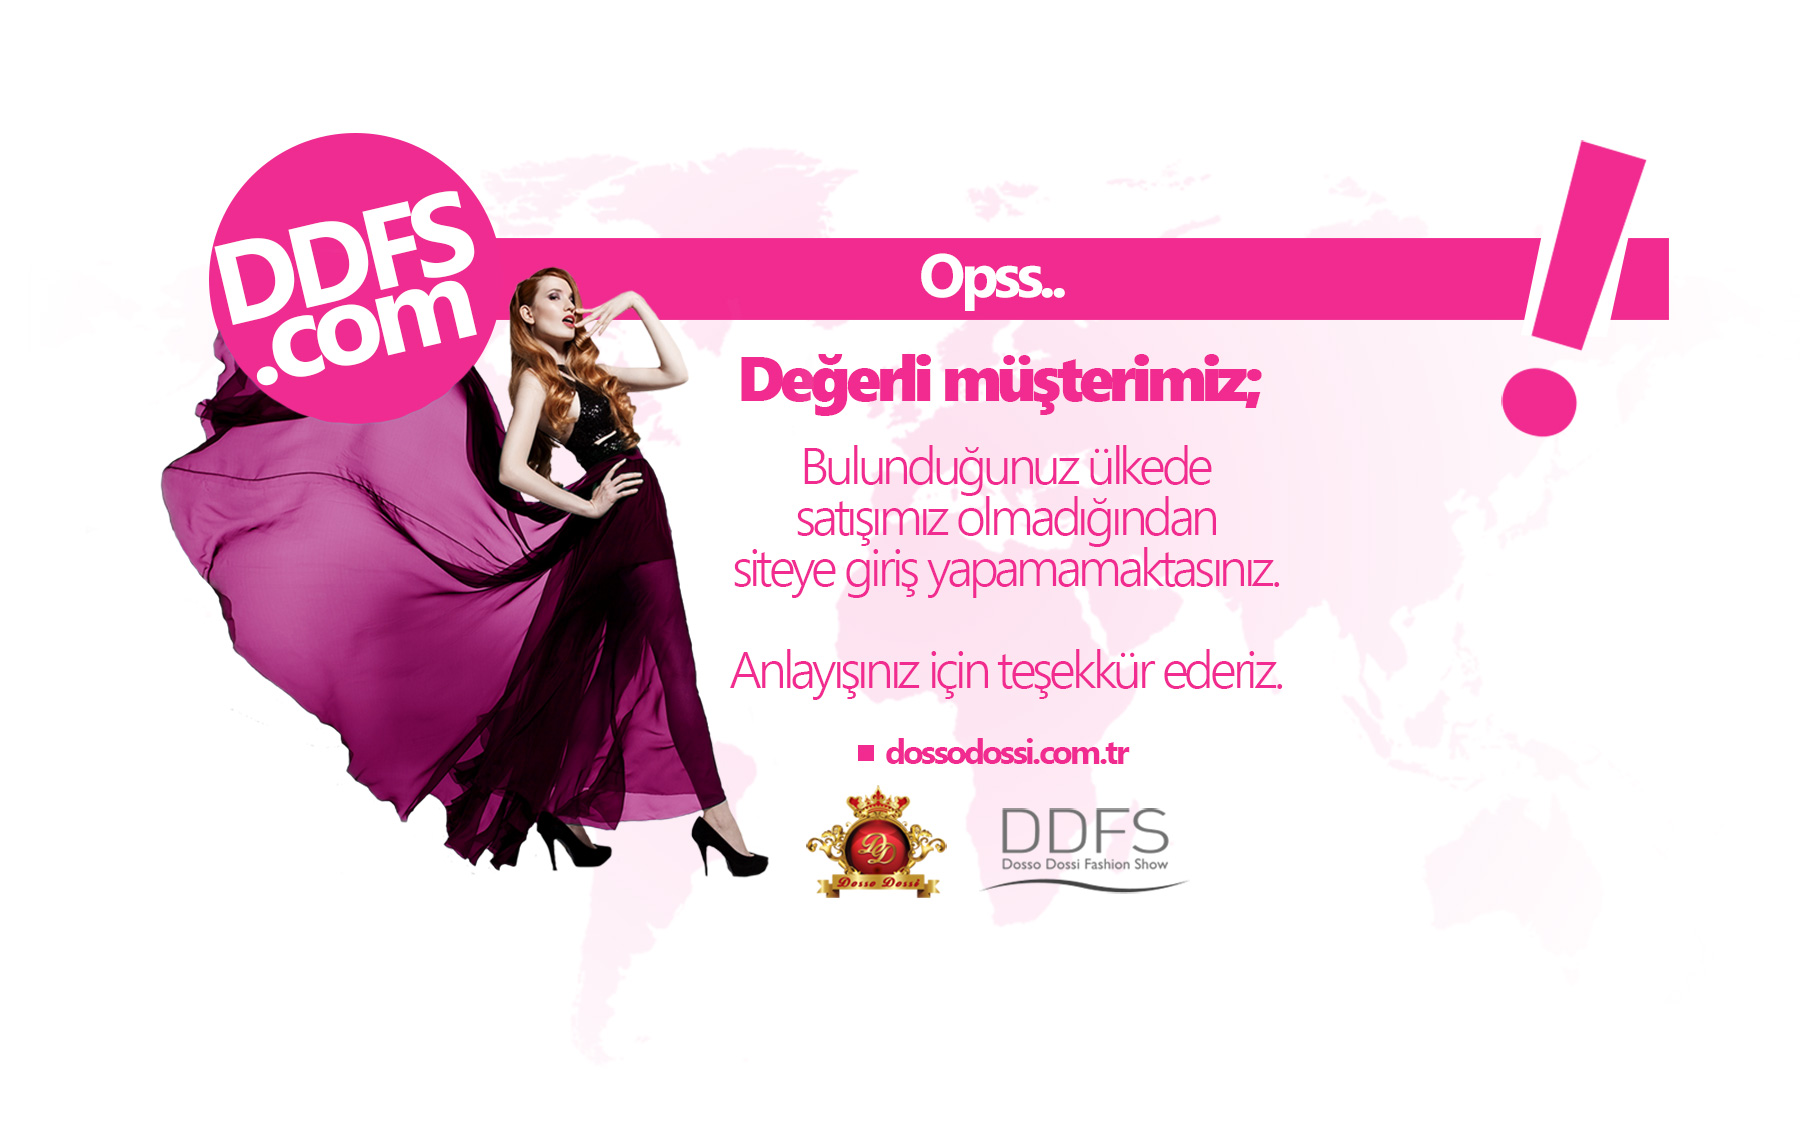 DDFS
.com
Opss..
Değerli müşterimiz;
Bulunduğunuz ülkede
satışımız olmadığından
siteye giriş yapamamaktasınız.
Anlayışınız için teşekkür ederiz.
dossodossi.com.tr
DD
Dosso Dossi
DDFS
Dosso Dossi Fashion Show
!